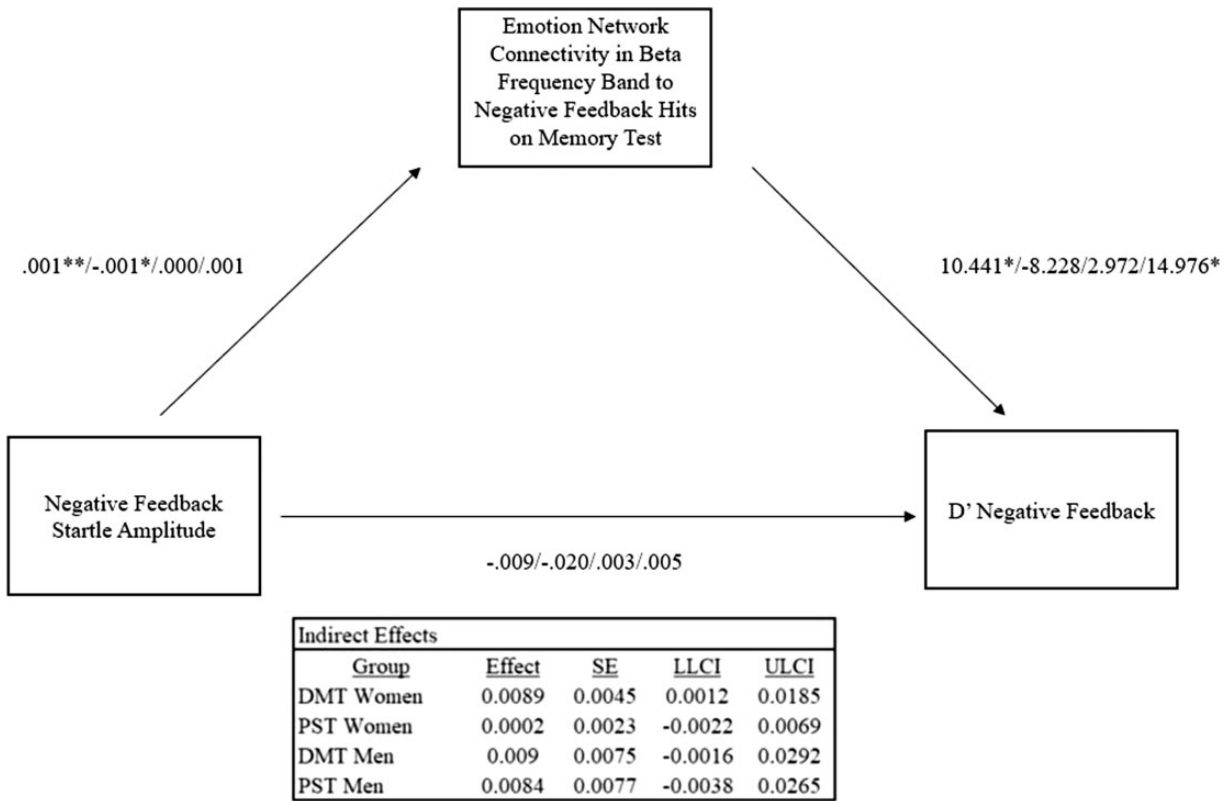 Emotion Network
Connectivity in Beta
Frequency Band to
Negative Feedback Hits
on Memory Test
.001**/-.001*/.000/.001
10.441*/-8.228/2.972/14.976*
Negative Feedback
Startle Amplitude
D’ Negative Feedback
-.009/-.020/.003/.005
Indirect Effects
Group Effect SE LLCI ULCI
DMT Women 0.0089 0.0045 0.0012 0.0185
PST Women 0.0002 0.0023 -0.0022 0.0069
DMT Men 0.009 0.0075 -0.0016 0.0292
PST Men 0.0084 0.0077 -0.0038 0.0265